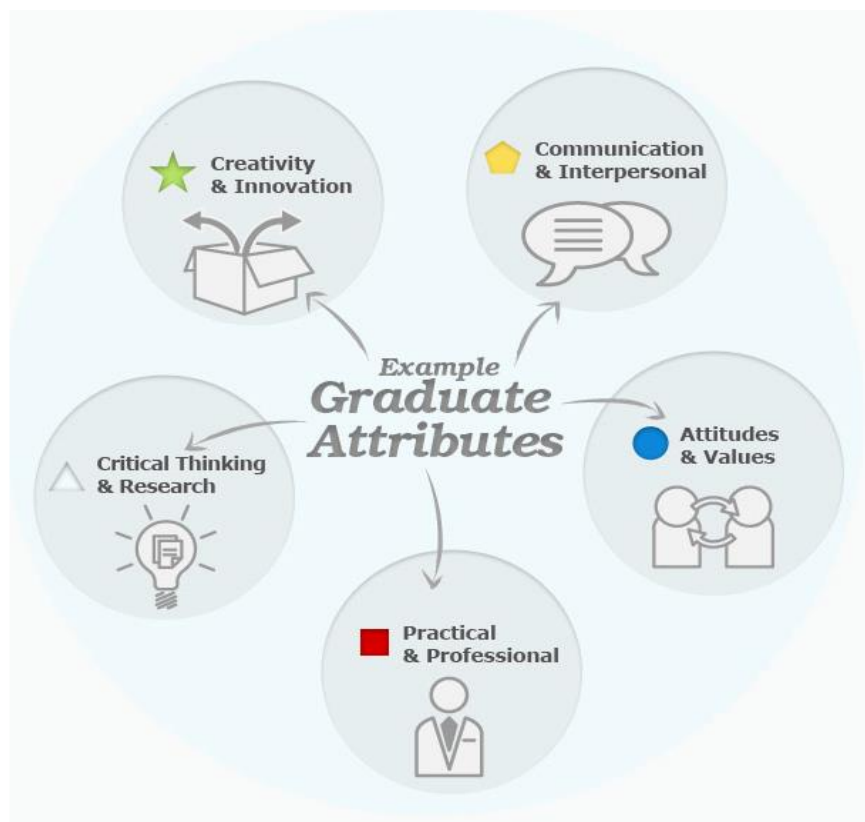 Creativity
& Innovation
Communication
& Interpersonal
Example
Graduate
Attributes
Attitudes
& Values
Critical Thinking
& Research
Practical
& Professional